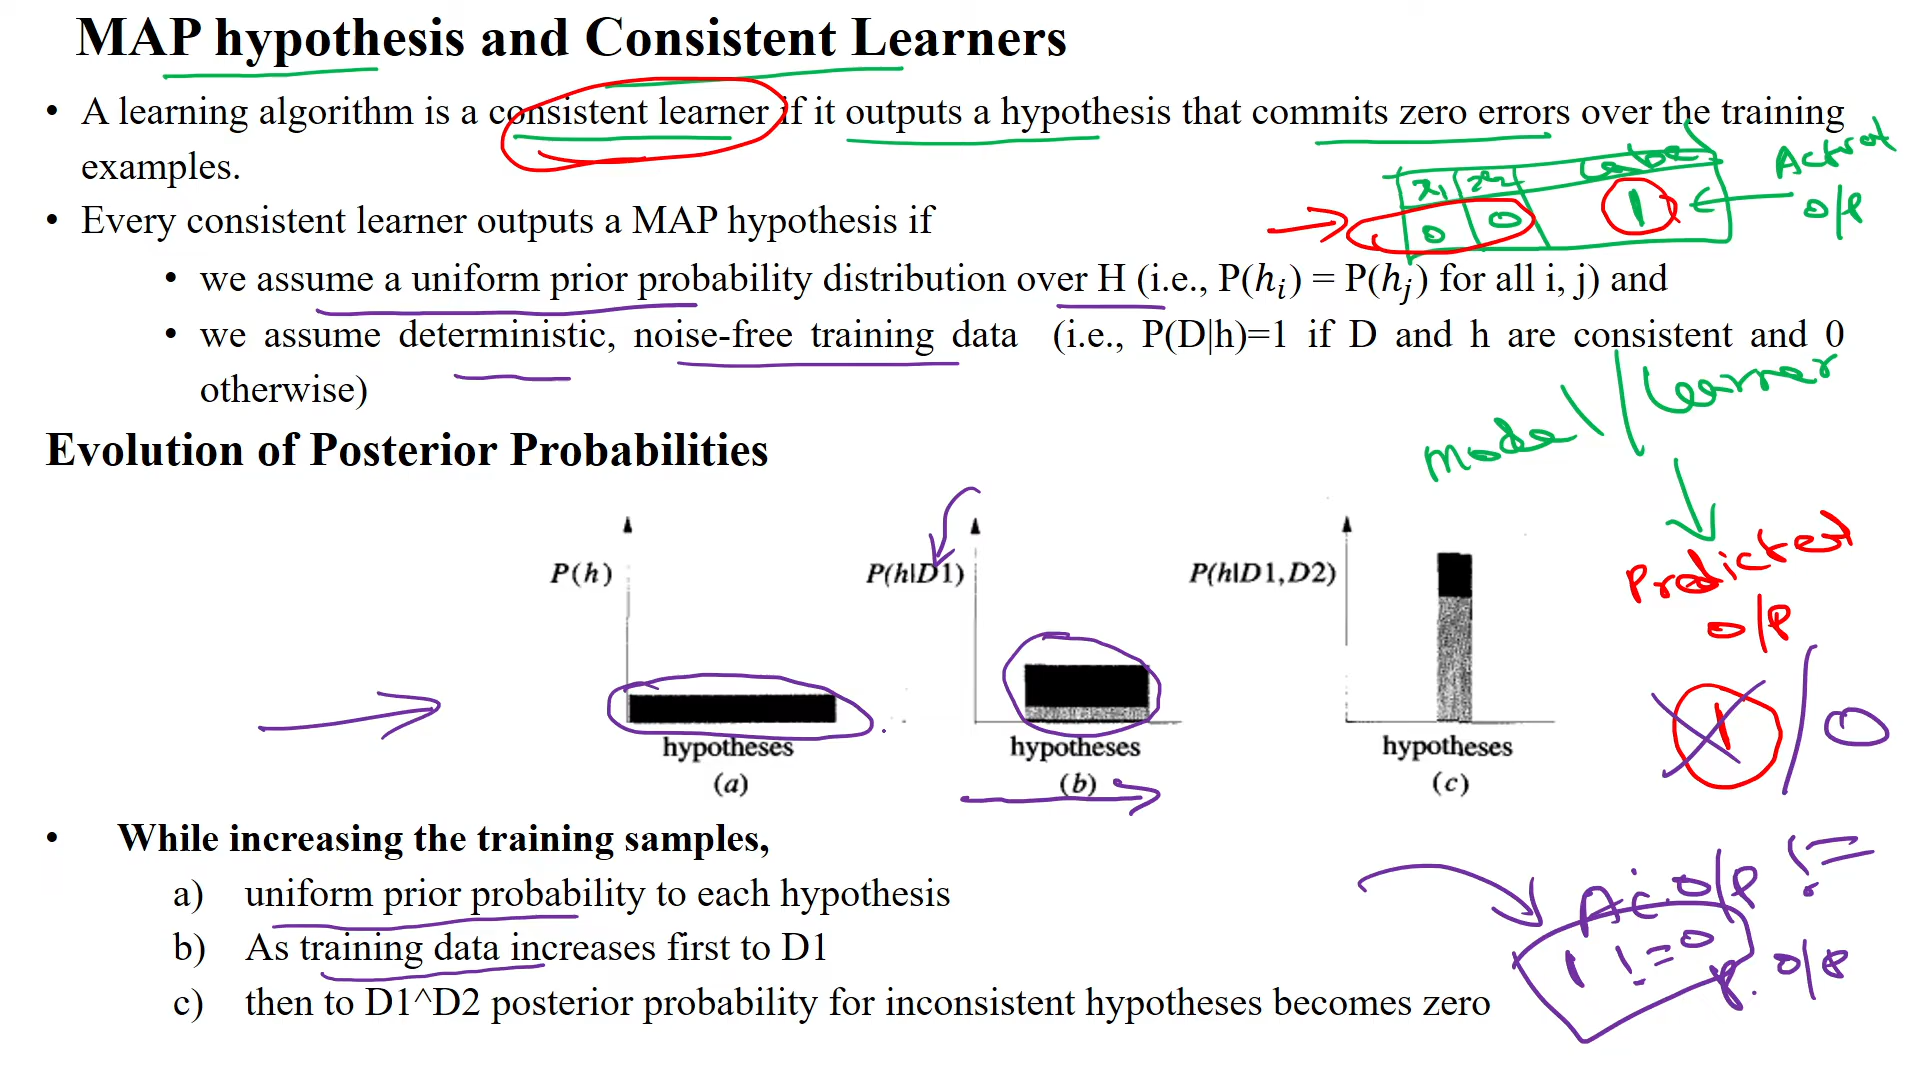 MAP hypothesis and Consistent Learners
• A learning algorithm is a consistent learner if it outputs a hypothesis that commits zero errors over the training
examples.
x1 x2 Label
0 0 1
Actual
o/p
• Every consistent learner outputs a MAP hypothesis if
• we assume a uniform prior probability distribution over H (i.e., P(hᵢ) = P(hⱼ) for all i, j) and
• we assume deterministic, noise-free training data (i.e., P(D|h)=1 if D and h are consistent and 0
otherwise)
Model / Learner
Evolution of Posterior Probabilities
P(h)
P(h|D1)
P(h|D1,D2)
Predicted
o/p
1 / 0
hypotheses hypotheses hypotheses
(a) (b) (c)
• While increasing the training samples,
a) uniform prior probability to each hypothesis
b) As training data increases first to D1
c) then to D1^D2 posterior probability for inconsistent hypotheses becomes zero
Ac. o/p !=
P. o/p
1 != 0